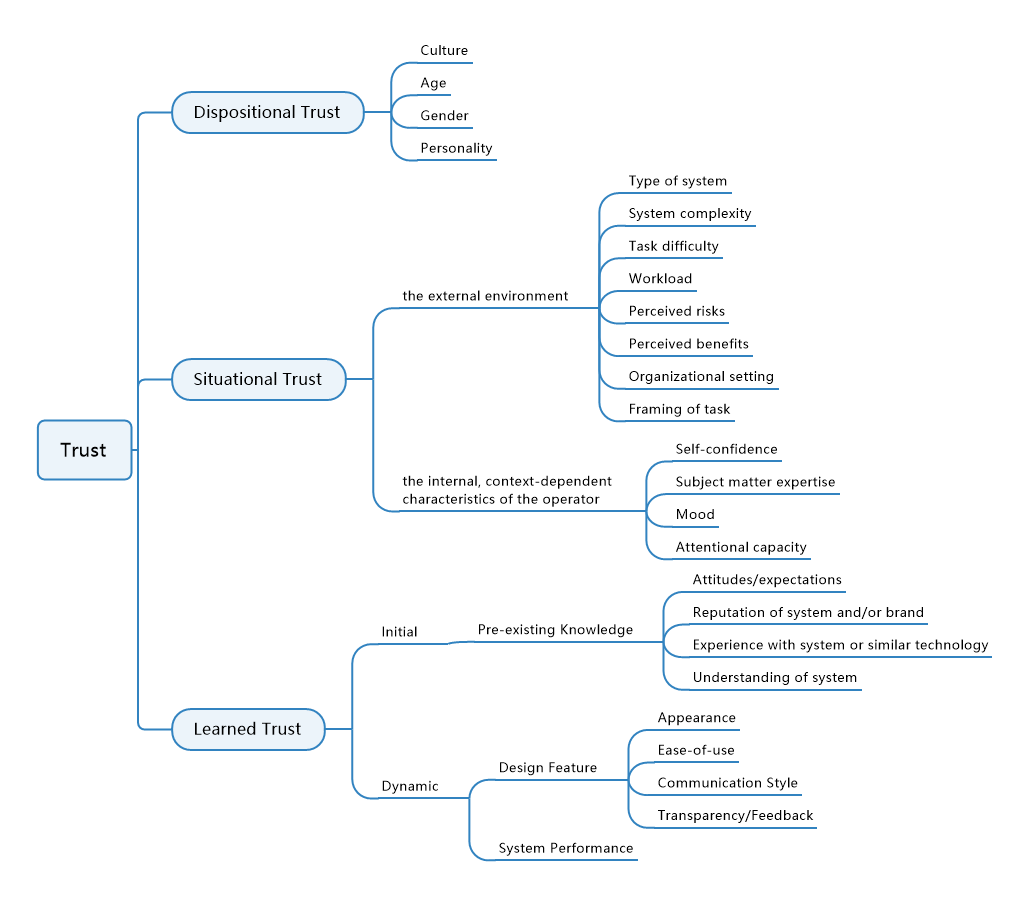 Trust
Dispositional Trust
Culture
Age
Gender
Personality
Situational Trust
the external environment
Type of system
System complexity
Task difficulty
Workload
Perceived risks
Perceived benefits
Organizational setting
Framing of task
the internal, context-dependent
characteristics of the operator
Self-confidence
Subject matter expertise
Mood
Attentional capacity
Learned Trust
Initial
Pre-existing Knowledge
Attitudes/expectations
Reputation of system and/or brand
Experience with system or similar technology
Understanding of system
Dynamic
Design Feature
Appearance
Ease-of-use
Communication Style
Transparency/Feedback
System Performance